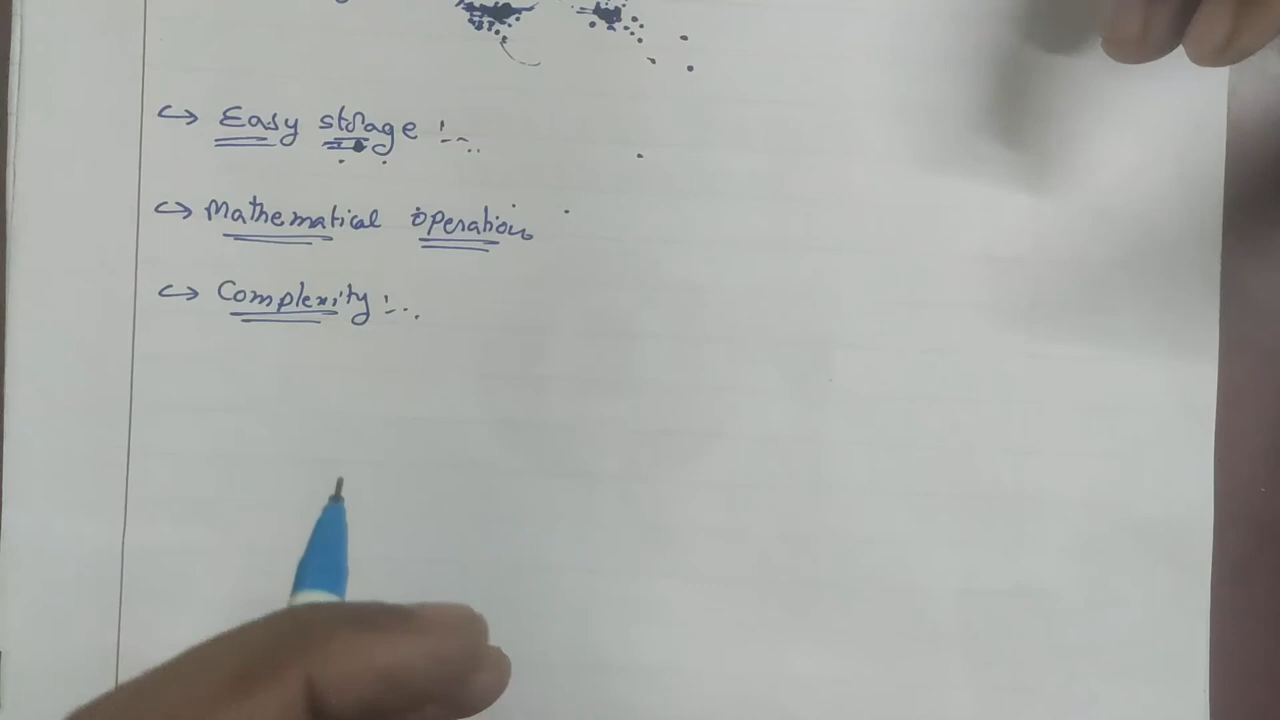 ↪ Easy storage :-
↪ Mathematical operations
↪ Complexity :-